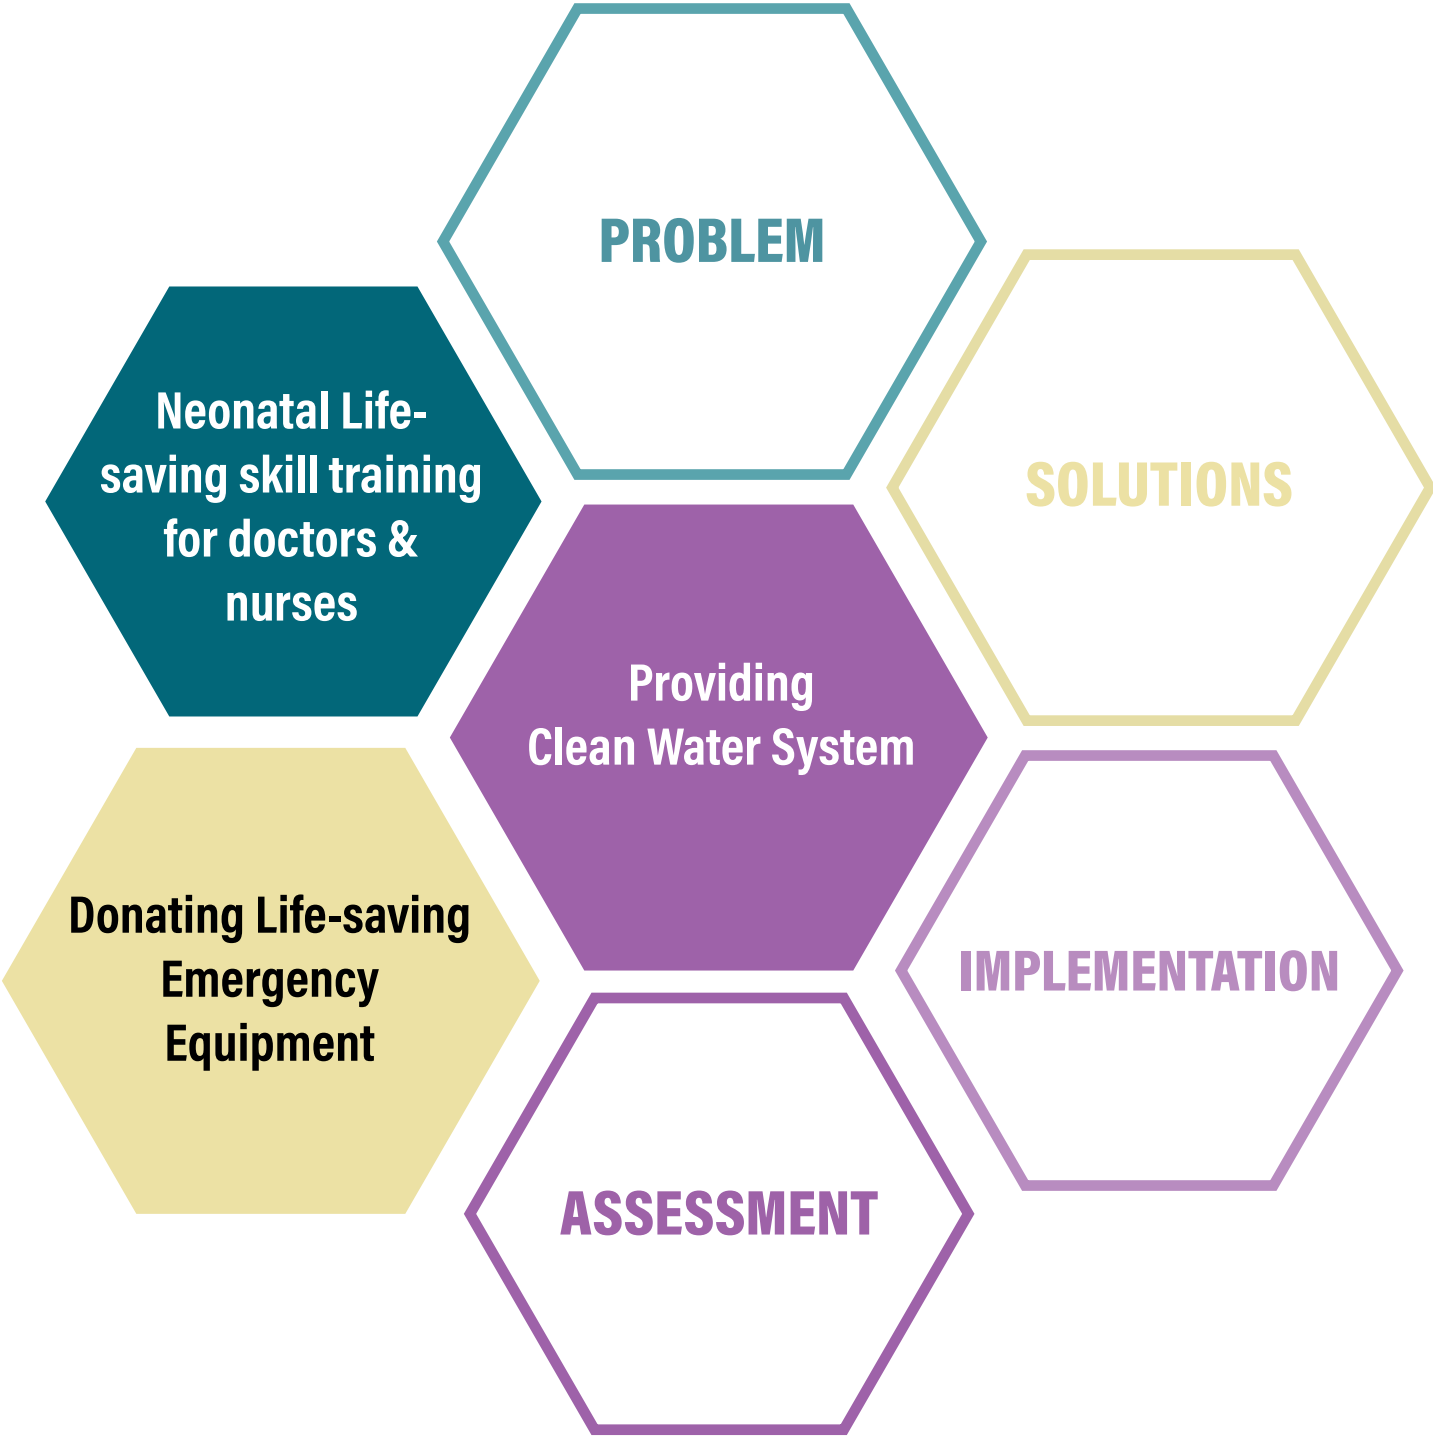 PROBLEM
Neonatal Life-
saving skill training
for doctors &
nurses
SOLUTIONS
Providing
Clean Water System
Donating Life-saving
Emergency
Equipment
IMPLEMENTATION
ASSESSMENT